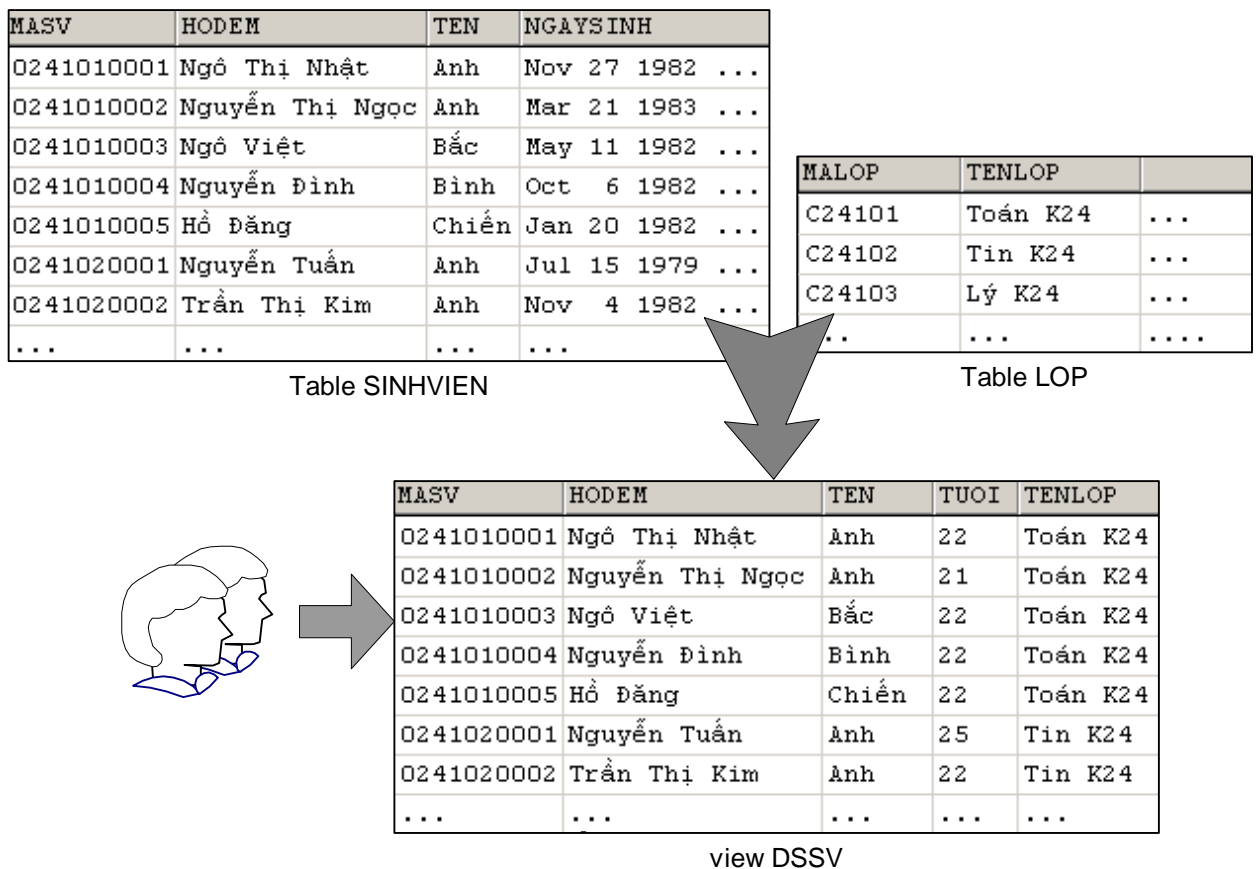 MASV HODEM TEN NGAYSINH
0241010001 Ngô Thị Nhật Anh Nov 27 1982 ...
0241010002 Nguyễn Thị Ngọc Anh Mar 21 1983 ...
0241010003 Ngô Việt Bắc May 11 1982 ...
0241010004 Nguyễn Đình Bình Oct 6 1982 ...
0241010005 Hồ Đăng Chiến Jan 20 1982 ...
0241020001 Nguyễn Tuấn Anh Jul 15 1979 ...
0241020002 Trần Thị Kim Anh Nov 4 1982 ...
... ... ... ...
Table SINHVIEN
MALOP TENLOP
C24101 Toán K24 ...
C24102 Tin K24 ...
C24103 Lý K24 ...
... ... ....
Table LOP
MASV HODEM TEN TUOI TENLOP
0241010001 Ngô Thị Nhật Anh 22 Toán K24
0241010002 Nguyễn Thị Ngọc Anh 21 Toán K24
0241010003 Ngô Việt Bắc 22 Toán K24
0241010004 Nguyễn Đình Bình 22 Toán K24
0241010005 Hồ Đăng Chiến 22 Toán K24
0241020001 Nguyễn Tuấn Anh 25 Tin K24
0241020002 Trần Thị Kim Anh 22 Tin K24
... ... ... ... ...
view DSSV